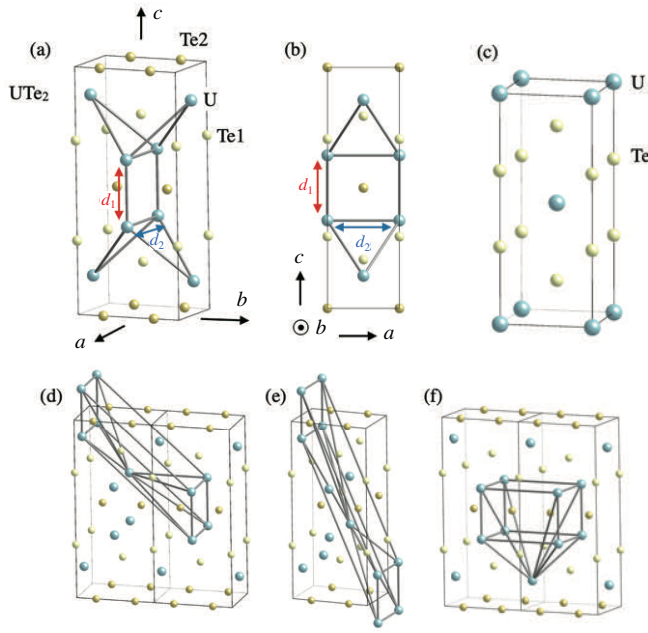 c
(a)
Te2
(b)
(c)
UTe₂
U
U
Te1
Te
d₁
d₁
d₂
d₂
c
b
b
a
a
(d)
(e)
(f)